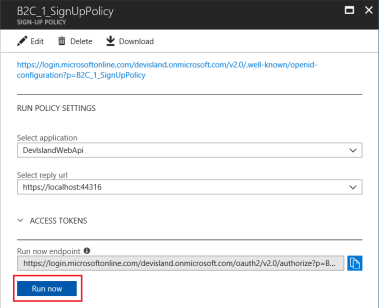 B2C_1_SignUpPolicy
SIGN-UP POLICY
Edit Delete Download
https://login.microsoftonline.com/devisland.onmicrosoft.com/v2.0/.well-known/openid-
configuration?p=B2C_1_SignUpPolicy
RUN POLICY SETTINGS
Select application
DevIslandWebApi
Select reply url
https://localhost:44316
ACCESS TOKENS
Run now endpoint
https://login.microsoftonline.com/devisland.onmicrosoft.com/oauth2/v2.0/authorize?p=B...
Run now